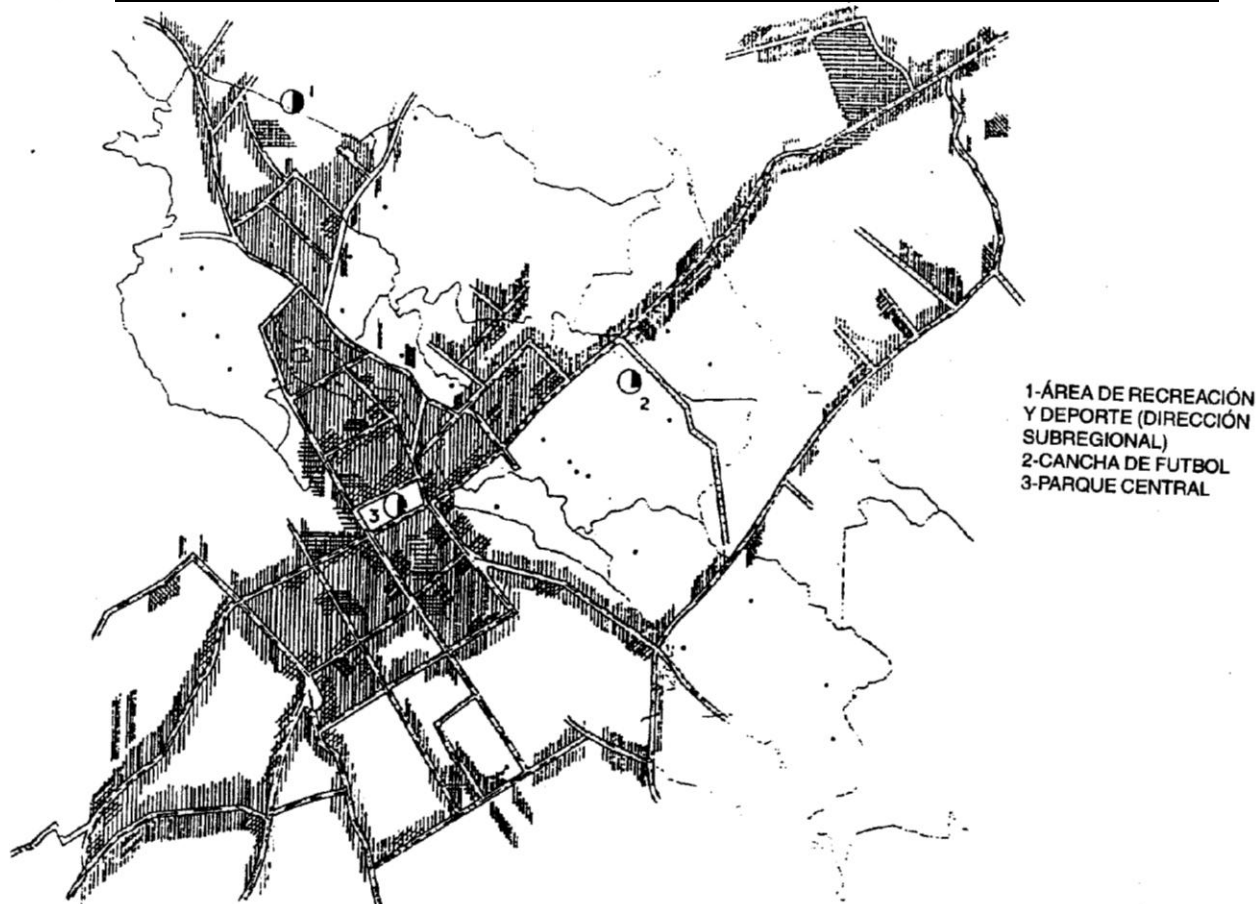 1
2
3
1-ÁREA DE RECREACIÓN
Y DEPORTE (DIRECCIÓN
SUBREGIONAL)
2-CANCHA DE FUTBOL
3-PARQUE CENTRAL